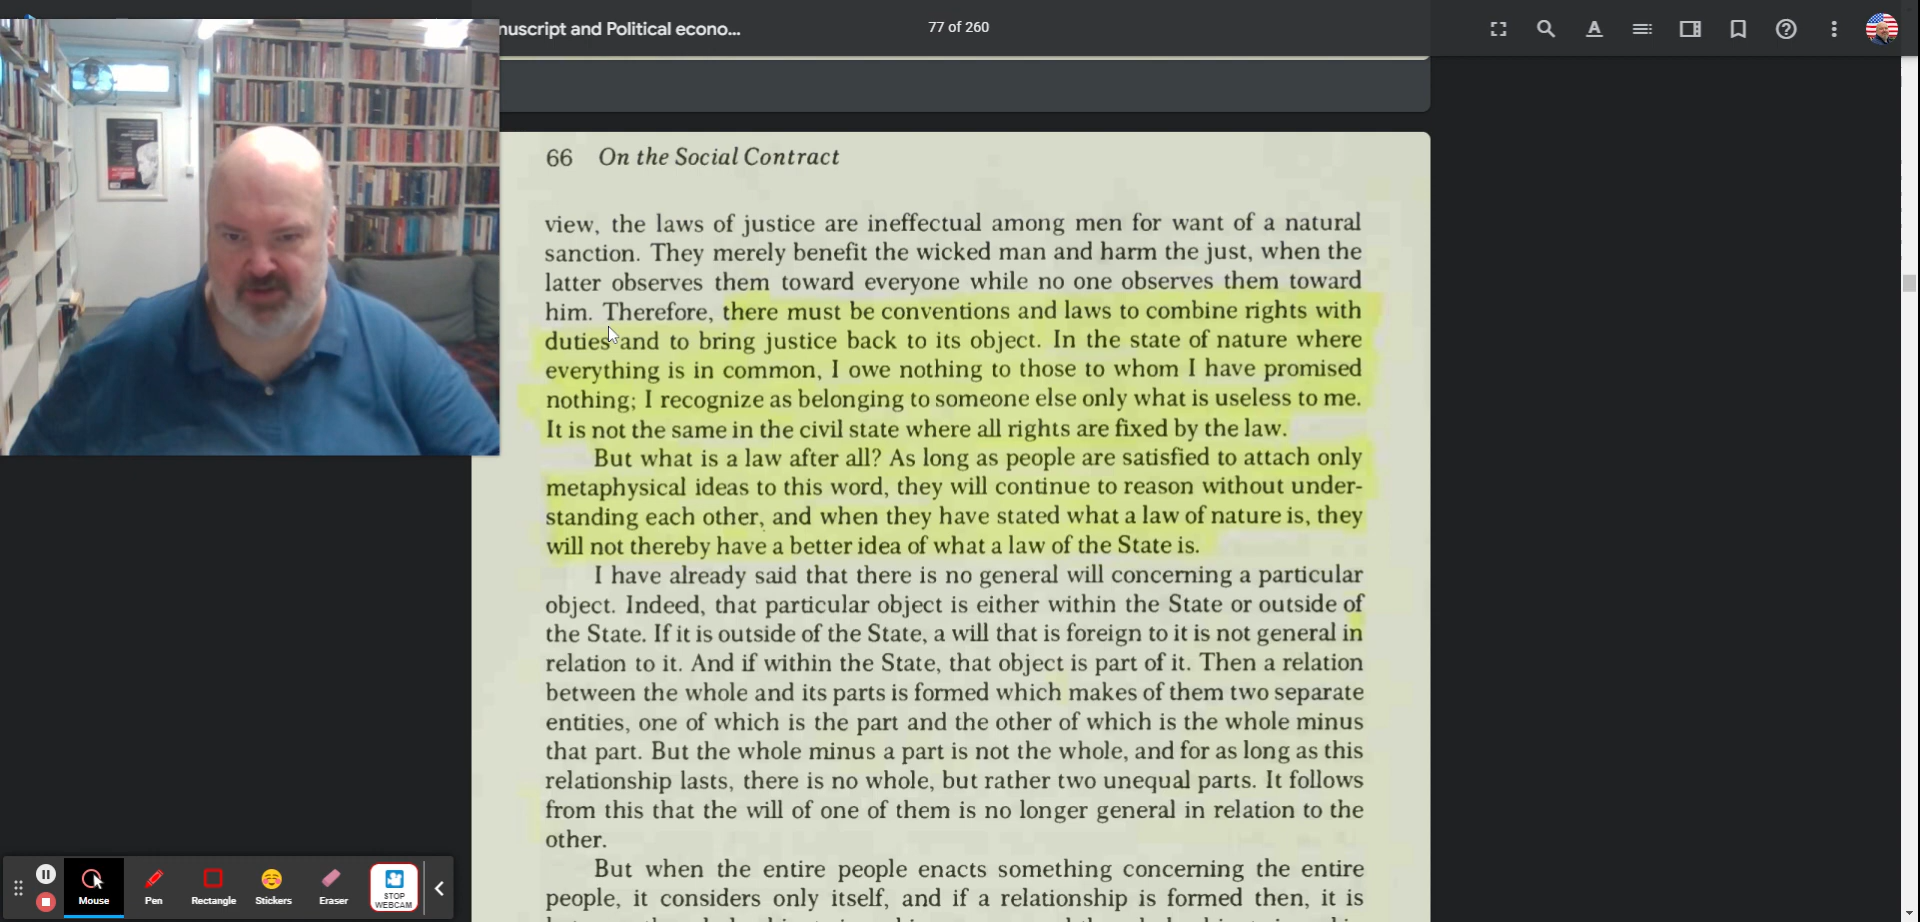 nuscript and Political econo...
77 of 260
66 On the Social Contract
view, the laws of justice are ineffectual among men for want of a natural
sanction. They merely benefit the wicked man and harm the just, when the
latter observes them toward everyone while no one observes them toward
him. Therefore, there must be conventions and laws to combine rights with
duties and to bring justice back to its object. In the state of nature where
everything is in common, I owe nothing to those to whom I have promised
nothing; I recognize as belonging to someone else only what is useless to me.
It is not the same in the civil state where all rights are fixed by the law.
But what is a law after all? As long as people are satisfied to attach only
metaphysical ideas to this word, they will continue to reason without under-
standing each other, and when they have stated what a law of nature is, they
will not thereby have a better idea of what a law of the State is.
I have already said that there is no general will concerning a particular
object. Indeed, that particular object is either within the State or outside of
the State. If it is outside of the State, a will that is foreign to it is not general in
relation to it. And if within the State, that object is part of it. Then a relation
between the whole and its parts is formed which makes of them two separate
entities, one of which is the part and the other of which is the whole minus
that part. But the whole minus a part is not the whole, and for as long as this
relationship lasts, there is no whole, but rather two unequal parts. It follows
from this that the will of one of them is no longer general in relation to the
other.
But when the entire people enacts something concerning the entire
people, it considers only itself, and if a relationship is formed then, it is
Mouse
Pen
Rectangle
Stickers
Eraser
STOP
WEBCAM